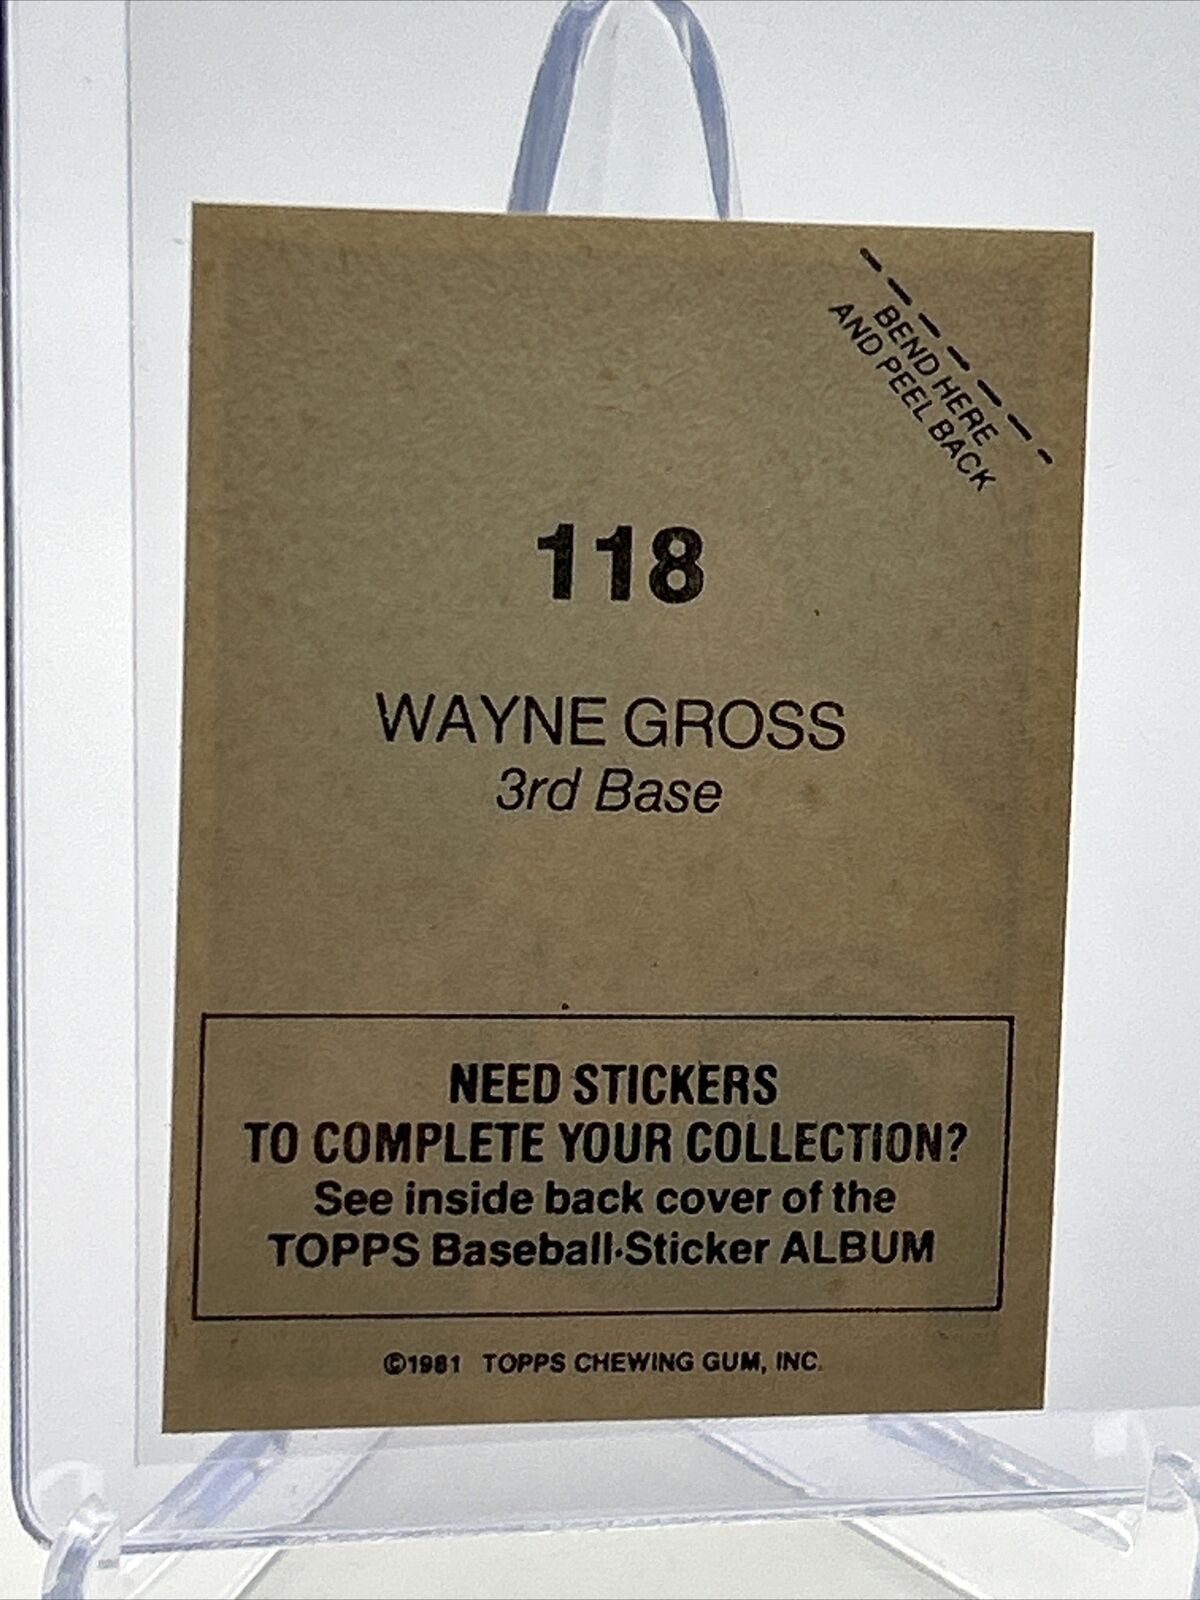 BEND HERE
AND PEEL BACK
118
WAYNE GROSS
3rd Base
NEED STICKERS
TO COMPLETE YOUR COLLECTION?
See inside back cover of the
TOPPS Baseball·Sticker ALBUM
©1981 TOPPS CHEWING GUM, INC.